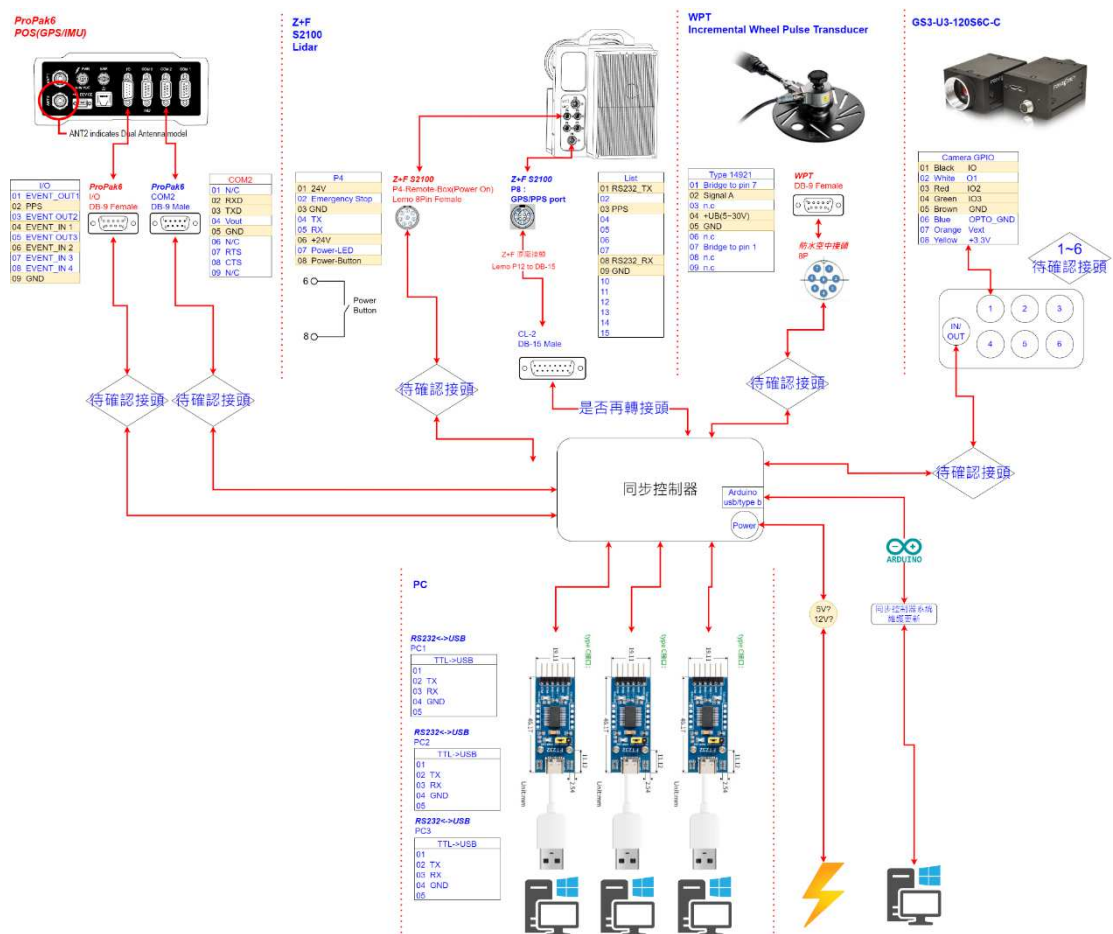 ProPak6
POS(GPS/IMU)
ANT2 indicates Dual Antenna model
I/O
01 EVENT_OUT1
02 PPS
03 EVENT OUT2
04 EVENT_IN 1
05 EVENT OUT3
06 EVENT_IN 2
07 EVENT_IN 3
08 EVENT_IN 4
09 GND
ProPak6
I/O
DB-9 Female
ProPak6
COM2
DB-9 Male
COM2
01 N/C
02 RXD
03 TXD
04 Vout
05 GND
06 N/C
07 RTS
08 CTS
09 N/C
待確認接頭
待確認接頭
Z+F
S2100
Lidar
P4
01 24V
02 Emergency Stop
03 GND
04 TX
05 RX
06 +24V
07 Power-LED
08 Power-Button
6
8
Power
Button
Z+F S2100
P4-Remote-Box(Power On)
Lemo 8Pin Female
待確認接頭
Z+F S2100
P8 :
GPS/PPS port
Lemo P12 to DB-15
CL-2
DB-15 Male
是否再轉接頭
List
01 RS232_TX
02
03 PPS
04
05
06
07
08 RS232_RX
09 GND
10
11
12
13
14
15
WPT
Incremental Wheel Pulse Transducer
Type 14921
01 Bridge to pin 7
02 Signal A
03 n.c
04 +UB(5~30V)
05 GND
06 n.c
07 Bridge to pin 1
08 n.c
09 n.c
WPT
DB-9 Female
防水空中接頭
8P
待確認接頭
GS3-U3-120S6C-C
Camera GPIO
01 Black IO
02 White O1
03 Red IO2
04 Green IO3
05 Brown GND
06 Blue OPTO_GND
07 Orange Vext
08 Yellow +3.3V
1~6
待確認接頭
IN/
OUT
1
2
3
4
5
6
待確認接頭
同步控制器
Arduino
usb/type b
Power
ARDUINO
5V?
12V?
同步控制器系統
維護更新
PC
RS232<->USB
PC1
TTL->USB
01
02 TX
03 RX
04 GND
05
RS232<->USB
PC2
TTL->USB
01
02 TX
03 RX
04 GND
05
RS232<->USB
PC3
TTL->USB
01
02 TX
03 RX
04 GND
05